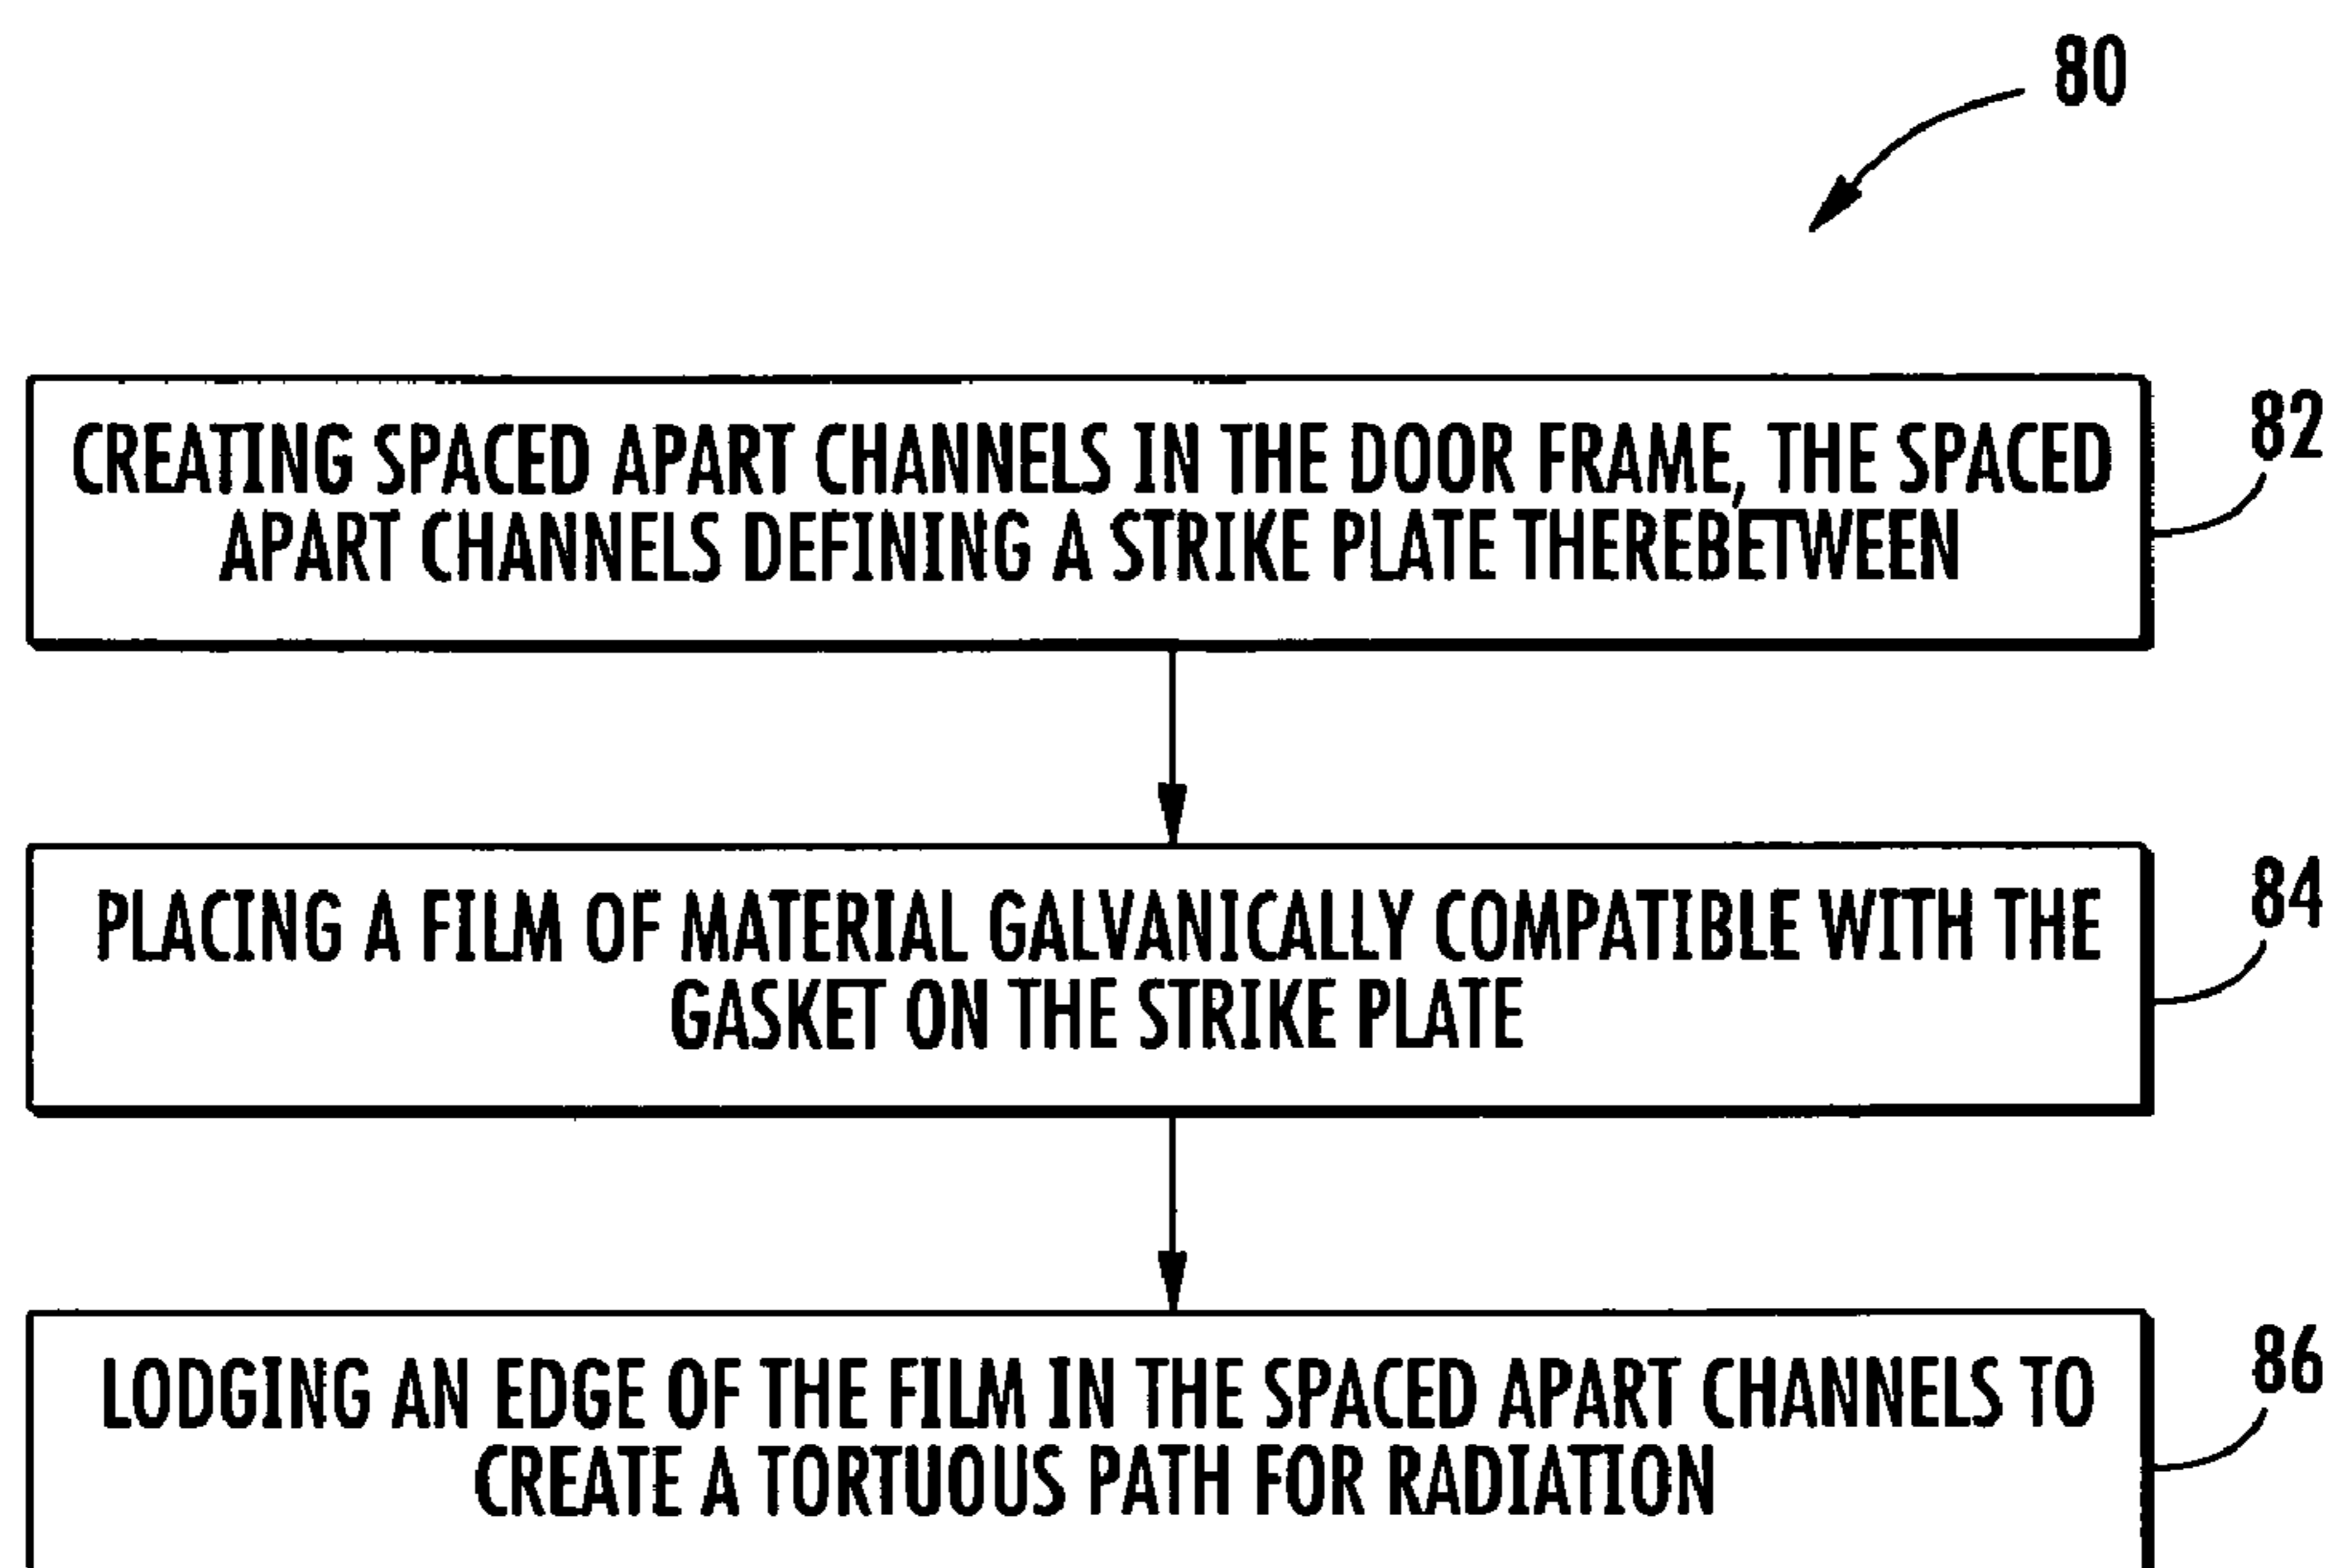 80
CREATING SPACED APART CHANNELS IN THE DOOR FRAME, THE SPACED
APART CHANNELS DEFINING A STRIKE PLATE THEREBETWEEN
82
PLACING A FILM OF MATERIAL GALVANICALLY COMPATIBLE WITH THE
GASKET ON THE STRIKE PLATE
84
LODGING AN EDGE OF THE FILM IN THE SPACED APART CHANNELS TO
CREATE A TORTUOUS PATH FOR RADIATION
86